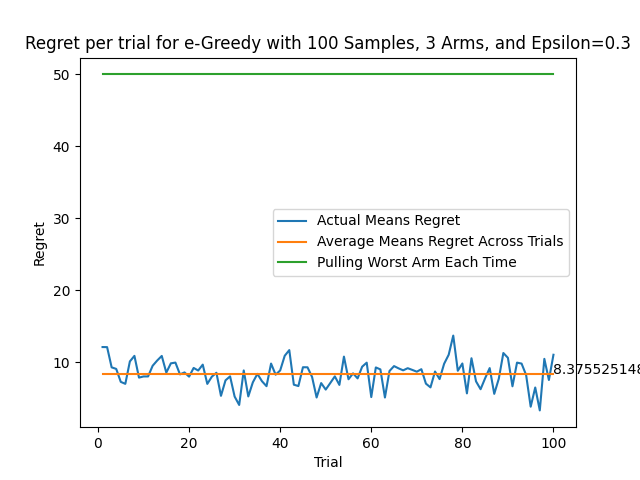 Regret per trial for e-Greedy with 100 Samples, 3 Arms, and Epsilon=0.3
50
40
30
20
10
Regret
Actual Means Regret
Average Means Regret Across Trials
Pulling Worst Arm Each Time
8.375525148
0 20 40 60 80 100
Trial